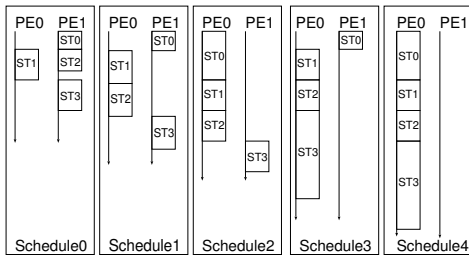 PE0 PE1
ST0
ST1
ST2
ST3
Schedule0
PE0 PE1
ST0
ST1
ST2
ST3
Schedule1
PE0 PE1
ST0
ST1
ST2
ST3
Schedule2
PE0 PE1
ST0
ST1
ST2
ST3
Schedule3
PE0 PE1
ST0
ST1
ST2
ST3
Schedule4